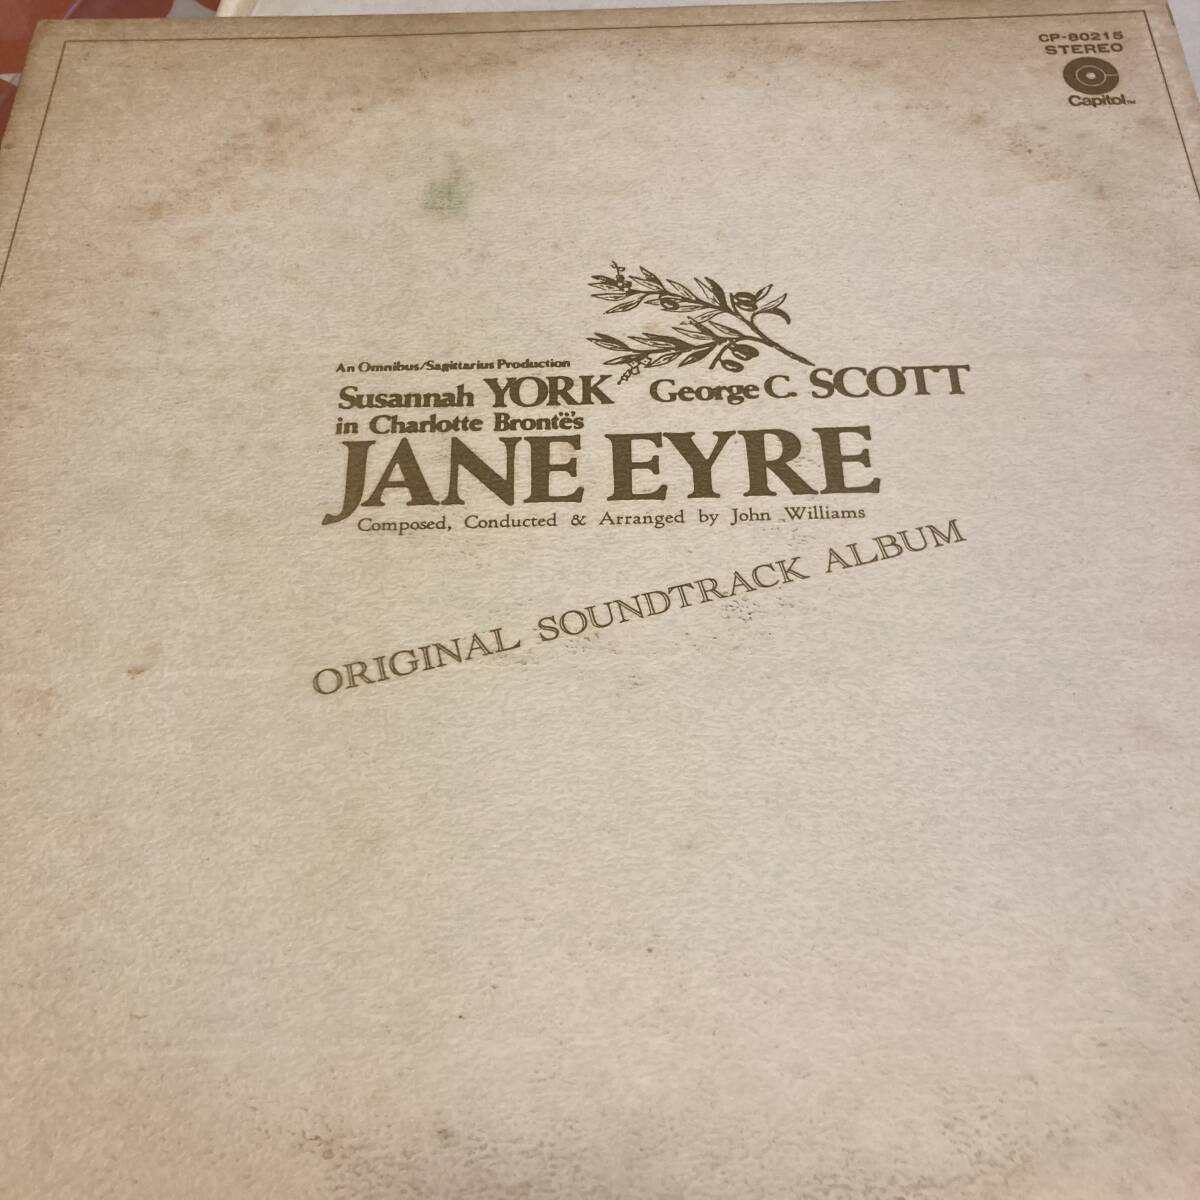 CP-80215
STEREO
Capitol™
An Omnibus/Sagittarius Production
Susannah YORK George C. SCOTT
in Charlotte Brontë's
JANE EYRE
Composed, Conducted & Arranged by John Williams
ORIGINAL SOUNDTRACK ALBUM